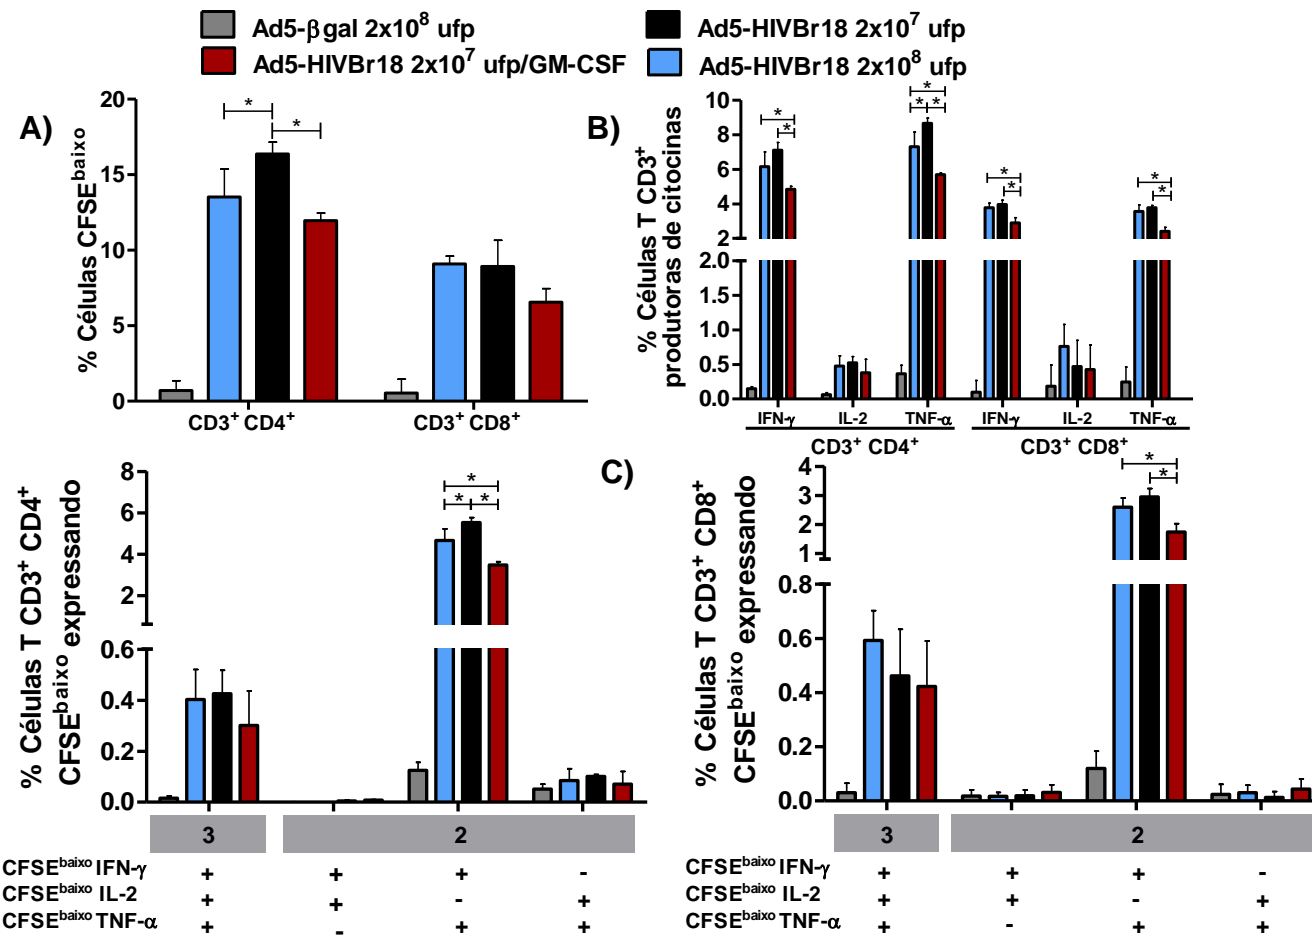 Ad5-βgal 2x10⁸ ufp
Ad5-HIVBr18 2x10⁷ ufp
Ad5-HIVBr18 2x10⁷ ufp/GM-CSF
Ad5-HIVBr18 2x10⁸ ufp
A)
% Células CFSEᵇᵃⁱˣᵒ
20
15
10
5
0
* *
CD3⁺ CD4⁺ CD3⁺ CD8⁺
B)
% Células T CD3⁺
produtoras de citocinas
10
8
6
4
2
2.0
1.5
1.0
0.5
0.0
* * * * * * * * *
IFN-γ IL-2 TNF-α IFN-γ IL-2 TNF-α
CD3⁺ CD4⁺ CD3⁺ CD8⁺
C)
% Células T CD3⁺ CD4⁺
CFSEᵇᵃⁱˣᵒ expressando
8
6
4
2
0.6
0.4
0.2
0.0
* * *
3 2
CFSEᵇᵃⁱˣᵒ IFN-γ + + + -
CFSEᵇᵃⁱˣᵒ IL-2 + + - +
CFSEᵇᵃⁱˣᵒ TNF-α + - + +
% Células T CD3⁺ CD8⁺
CFSEᵇᵃⁱˣᵒ expressando
4
3
2
1
0.8
0.6
0.4
0.2
0.0
* *
3 2
CFSEᵇᵃⁱˣᵒ IFN-γ + + + -
CFSEᵇᵃⁱˣᵒ IL-2 + + - +
CFSEᵇᵃⁱˣᵒ TNF-α + - + +